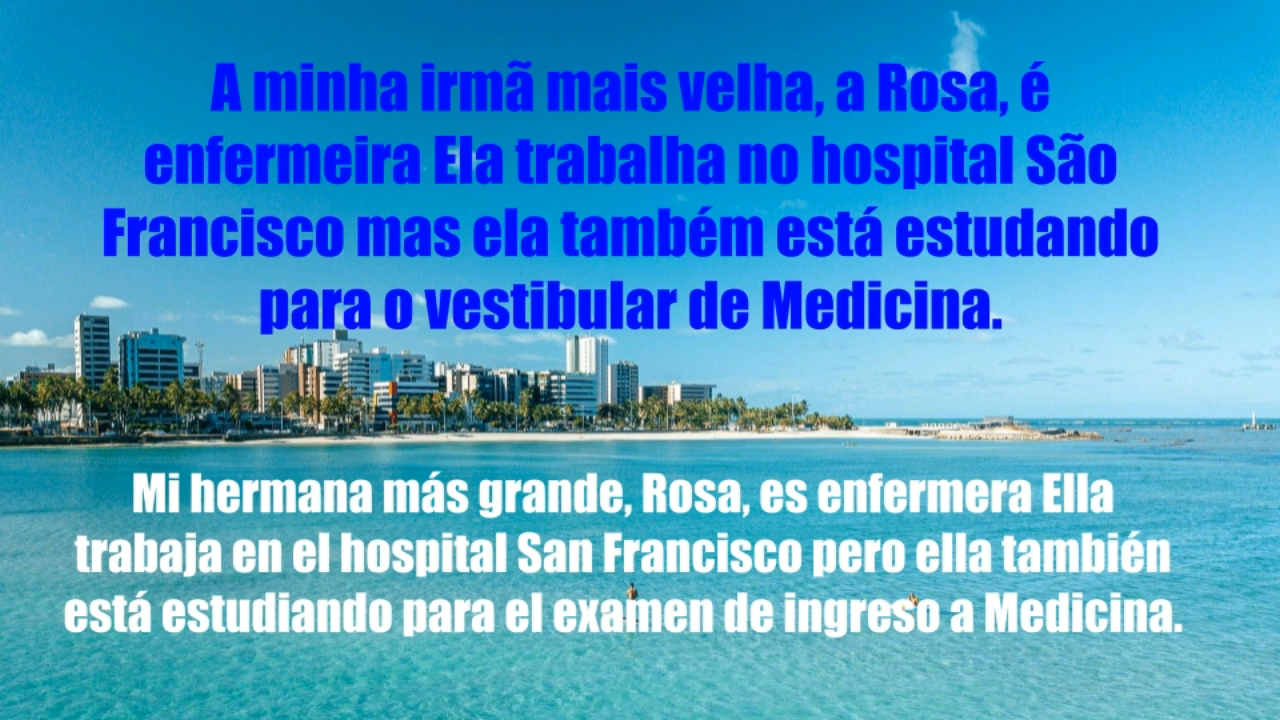 A minha irmã mais velha, a Rosa, é
enfermeira Ela trabalha no hospital São
Francisco mas ela também está estudando
para o vestibular de Medicina.
Mi hermana más grande, Rosa, es enfermera Ella
trabaja en el hospital San Francisco pero ella también
está estudiando para el examen de ingreso a Medicina.